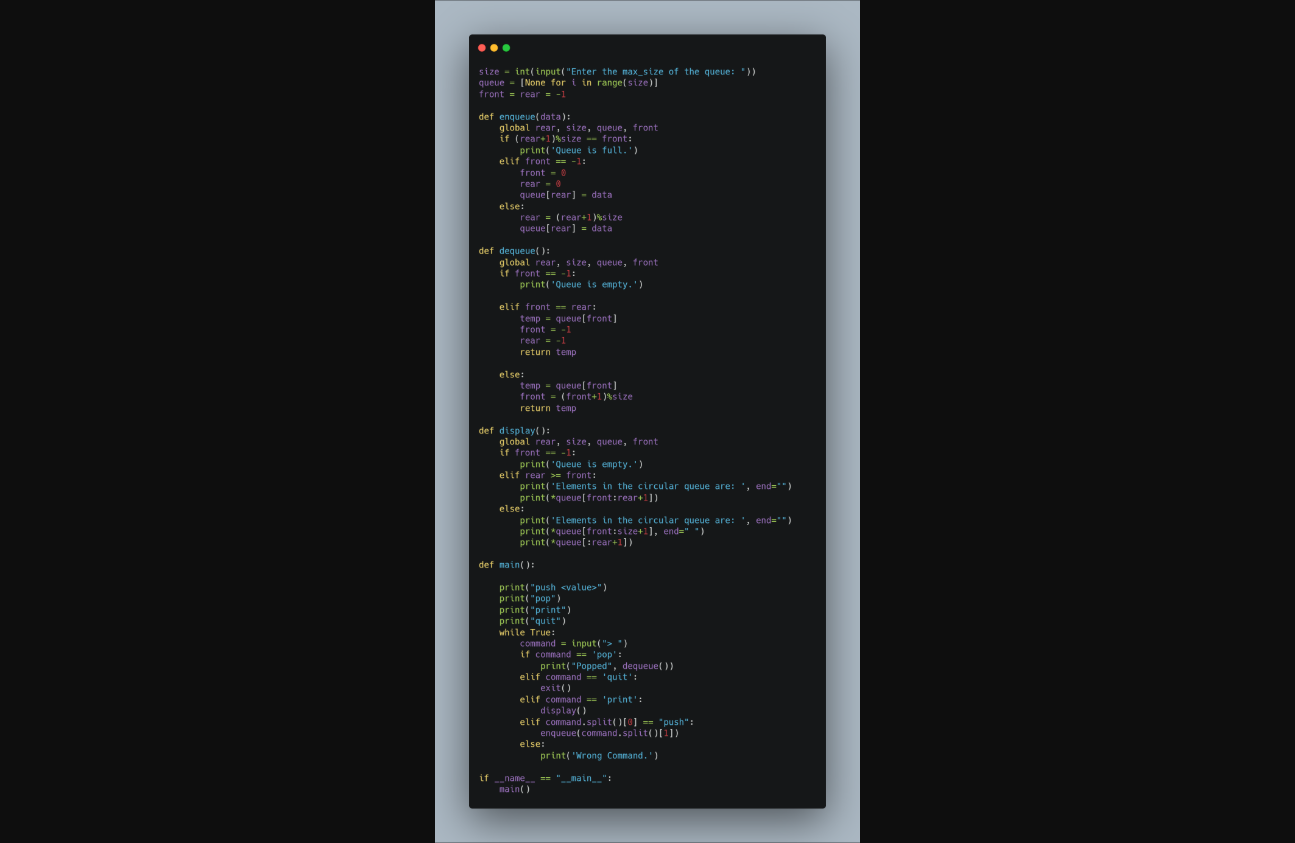 size = int(input("Enter the max_size of the queue: "))
queue = [None for i in range(size)]
front = rear = -1

def enqueue(data):
    global rear, size, queue, front
    if (rear+1)%size == front:
        print('Queue is full.')
    elif front == -1:
        front = 0
        rear = 0
        queue[rear] = data
    else:
        rear = (rear+1)%size
        queue[rear] = data

def dequeue():
    global rear, size, queue, front
    if front == -1:
        print('Queue is empty.')

    elif front == rear:
        temp = queue[front]
        front = -1
        rear = -1
        return temp

    else:
        temp = queue[front]
        front = (front+1)%size
        return temp

def display():
    global rear, size, queue, front
    if front == -1:
        print('Queue is empty.')
    elif rear >= front:
        print('Elements in the circular queue are: ', end="")
        print(*queue[front:rear+1])
    else:
        print('Elements in the circular queue are: ', end="")
        print(*queue[front:size+1], end=" ")
        print(*queue[:rear+1])

def main():

    print("push <value>")
    print("pop")
    print("print")
    print("quit")
    while True:
        command = input("> ")
        if command == 'pop':
            print("Popped", dequeue())
        elif command == 'quit':
            exit()
        elif command == 'print':
            display()
        elif command.split()[0] == "push":
            enqueue(command.split()[1])
        else:
            print('Wrong Command.')

if __name__ == "__main__":
    main()